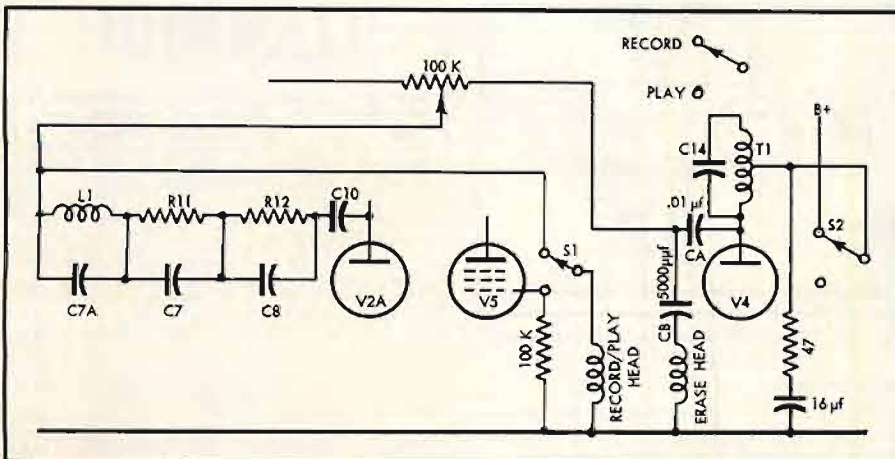 RECORD
100 K
PLAY
B+
C14
T1
L1
R11
R12
C10
.01 µf
S2
S1
CA
5000µµf
C7A
C7
C8
V2A
V5
CB
V4
100 K
RECORD/PLAY
HEAD
ERASE HEAD
47
16 µf